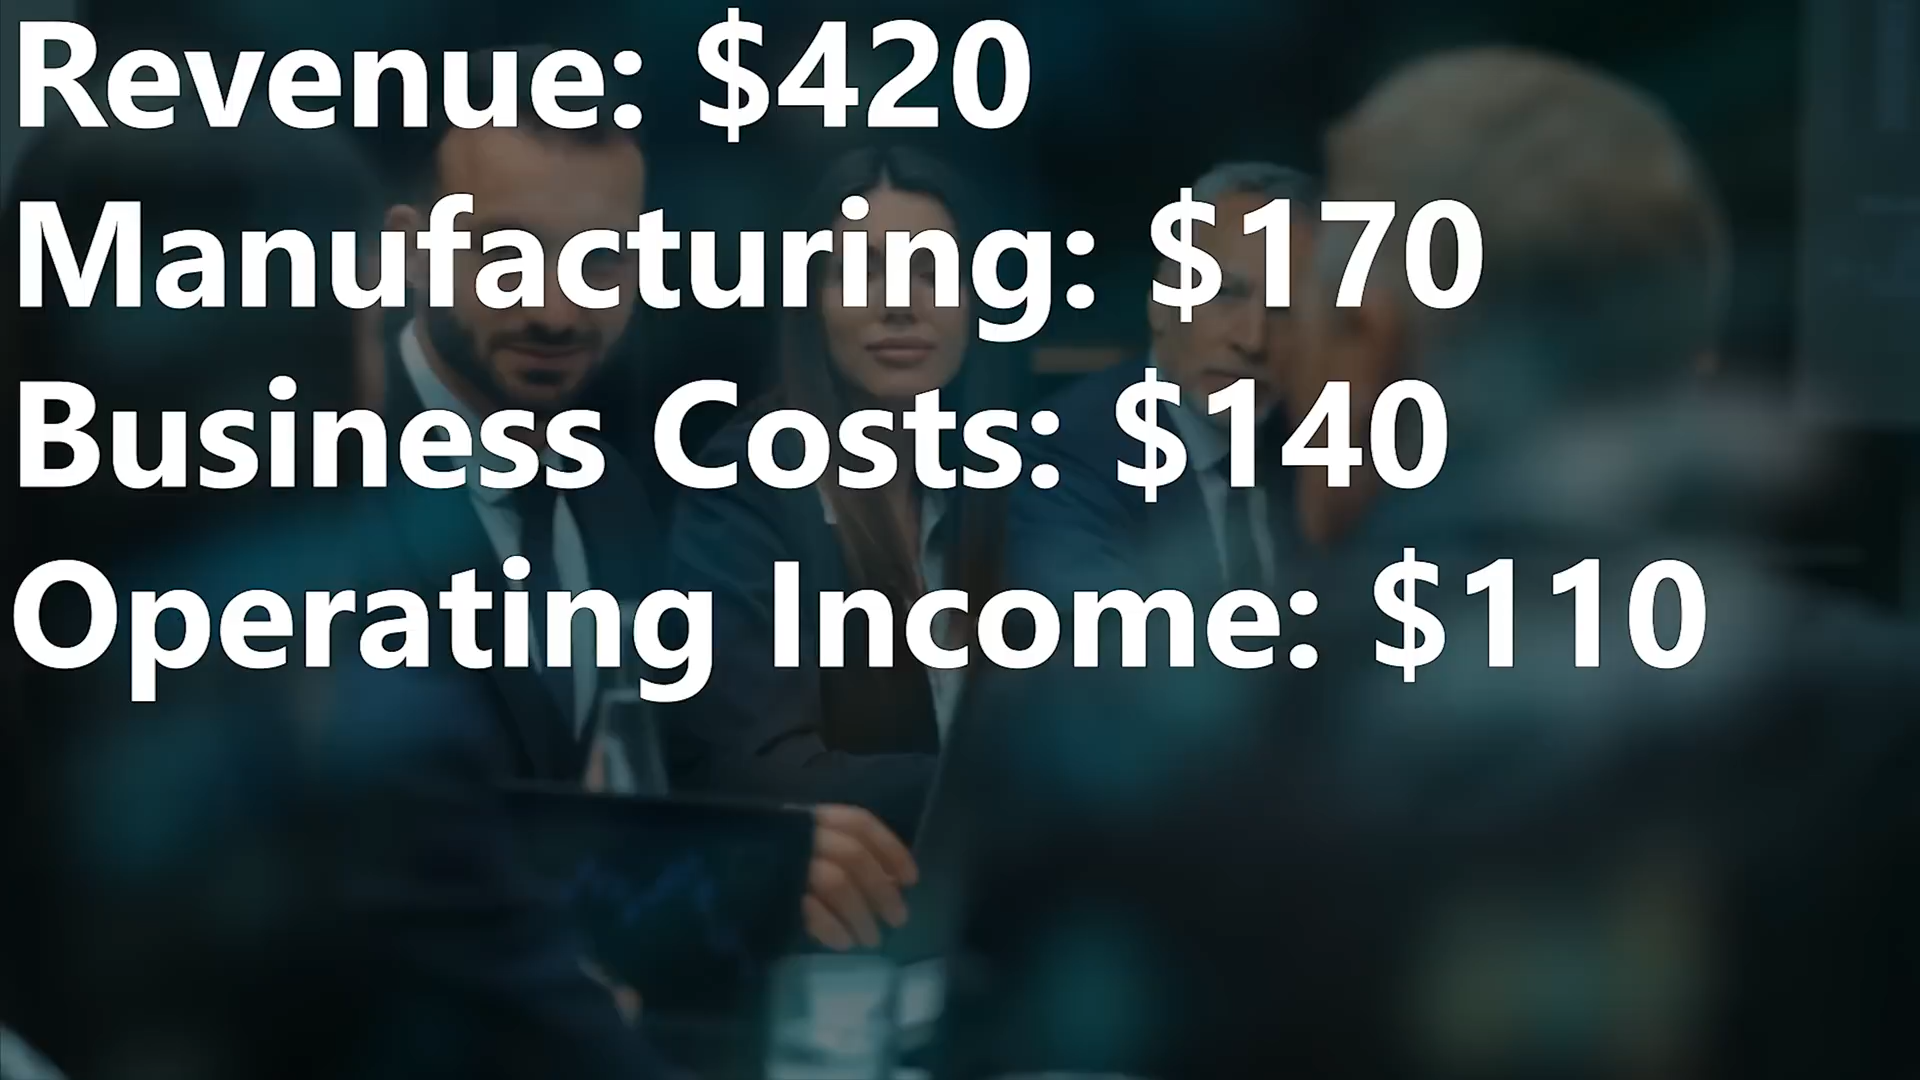 Revenue: $420
Manufacturing: $170
Business Costs: $140
Operating Income: $110